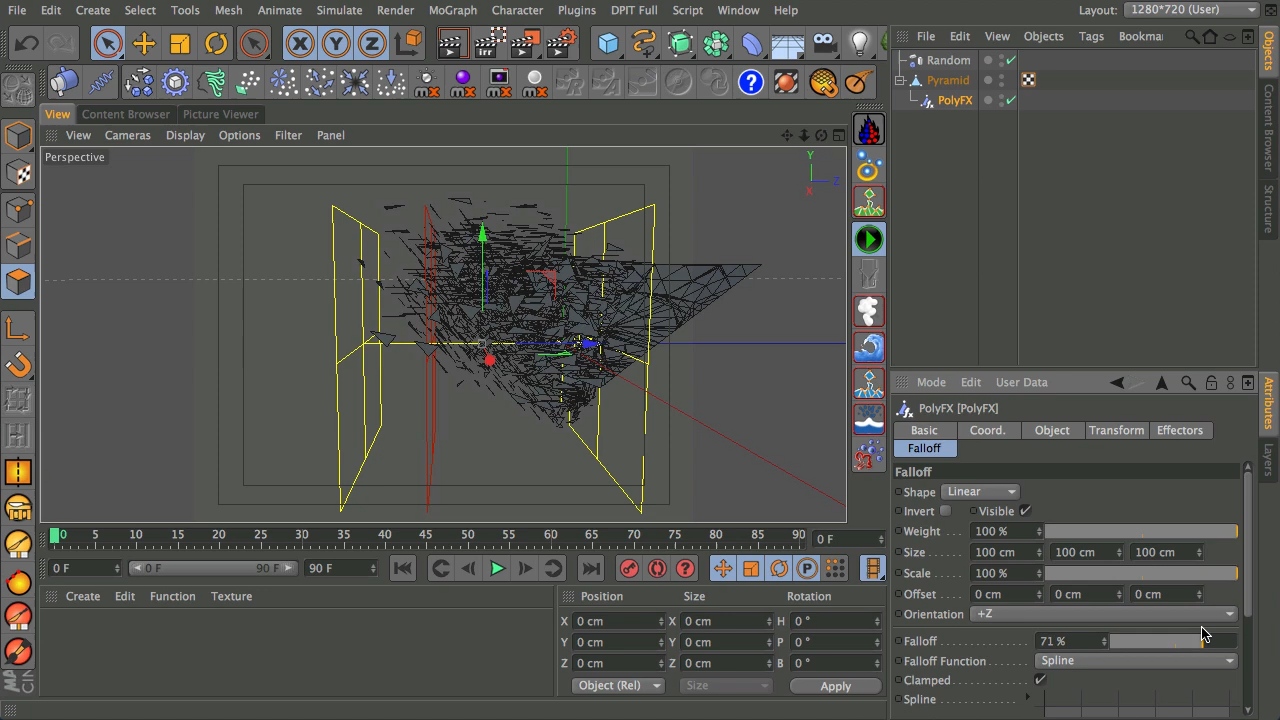 File Edit Create Select Tools Mesh Animate Simulate Render MoGraph Character Plugins DPIT Full Script Window Help Layout: 1280*720 (User)
X Y Z
irr
mx mx mx mx
View Content Browser Picture Viewer
View Cameras Display Options Filter Panel
Perspective
Y
Z
X
File Edit View Objects Tags Bookma
Random
Pyramid
PolyFX
Objects
Content Browser
Structure
Mode Edit User Data
PolyFX [PolyFX]
Basic Coord. Object Transform Effectors
Falloff
Falloff
Shape Linear
Invert Visible
Weight 100 %
Size 100 cm 100 cm 100 cm
Scale 100 %
Offset 0 cm 0 cm 0 cm
Orientation +Z
Falloff 71 %
Falloff Function Spline
Clamped
Spline
Attributes
Layers
0 5 10 15 20 25 30 35 40 45 50 55 60 65 70 75 80 85 90 0 F
0 F 0 F 90 F 90 F
Create Edit Function Texture
Position Size Rotation
X 0 cm X 0 cm H 0 °
Y 0 cm Y 0 cm P 0 °
Z 0 cm Z 0 cm B 0 °
Object (Rel) Size Apply